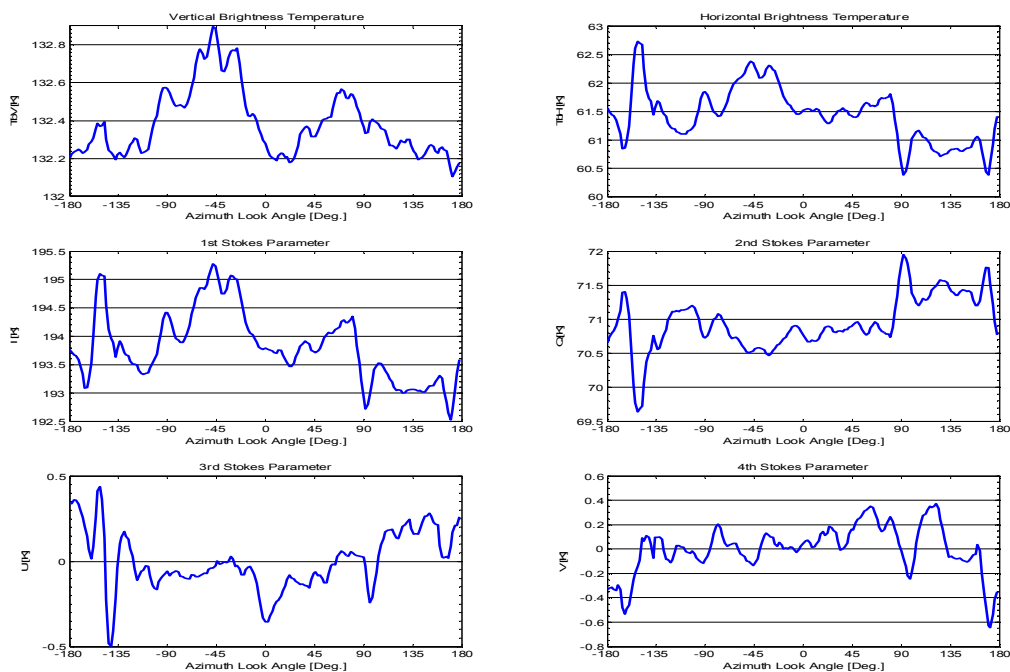 Vertical Brightness Temperature
132.8
132.6
132.4
132.2
132
TbV[K]
-180 -135 -90 -45 0 45 90 135 180
Azimuth Look Angle [Deg.]
Horizontal Brightness Temperature
63
62.5
62
61.5
61
60.5
60
TbH[K]
-180 -135 -90 -45 0 45 90 135 180
Azimuth Look Angle [Deg.]
1st Stokes Parameter
195.5
195
194.5
194
193.5
193
192.5
I [K]
-180 -135 -90 -45 0 45 90 135 180
Azimuth Look Angle [Deg.]
2nd Stokes Parameter
72
71.5
71
70.5
70
69.5
Q[K]
-180 -135 -90 -45 0 45 90 135 180
Azimuth Look Angle [Deg.]
3rd Stokes Parameter
0.5
0
-0.5
U[K]
-180 -135 -90 -45 0 45 90 135 180
Azimuth Look Angle [Deg.]
4th Stokes Parameter
0.6
0.4
0.2
0
-0.2
-0.4
-0.6
-0.8
V[K]
-180 -135 -90 -45 0 45 90 135 180
Azimuth Look Angle [Deg.]